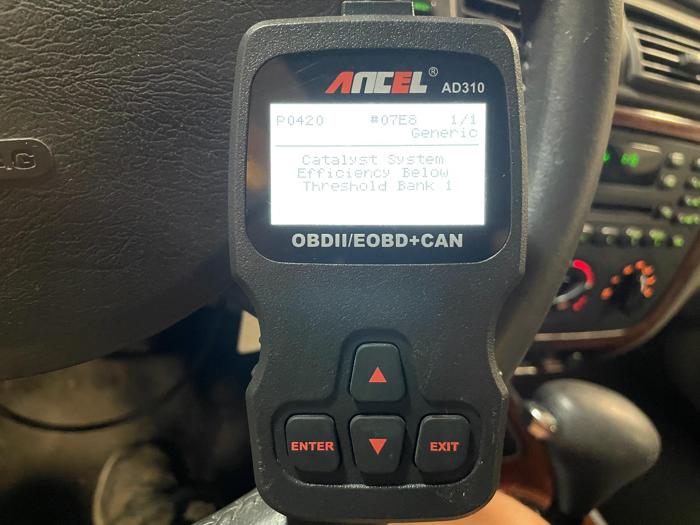 ANCEL®
AD310
P0420 #07E8 1/1
Generic
Catalyst System
Efficiency Below
Threshold Bank 1
OBDII/EOBD+CAN
ENTER
EXIT
AG